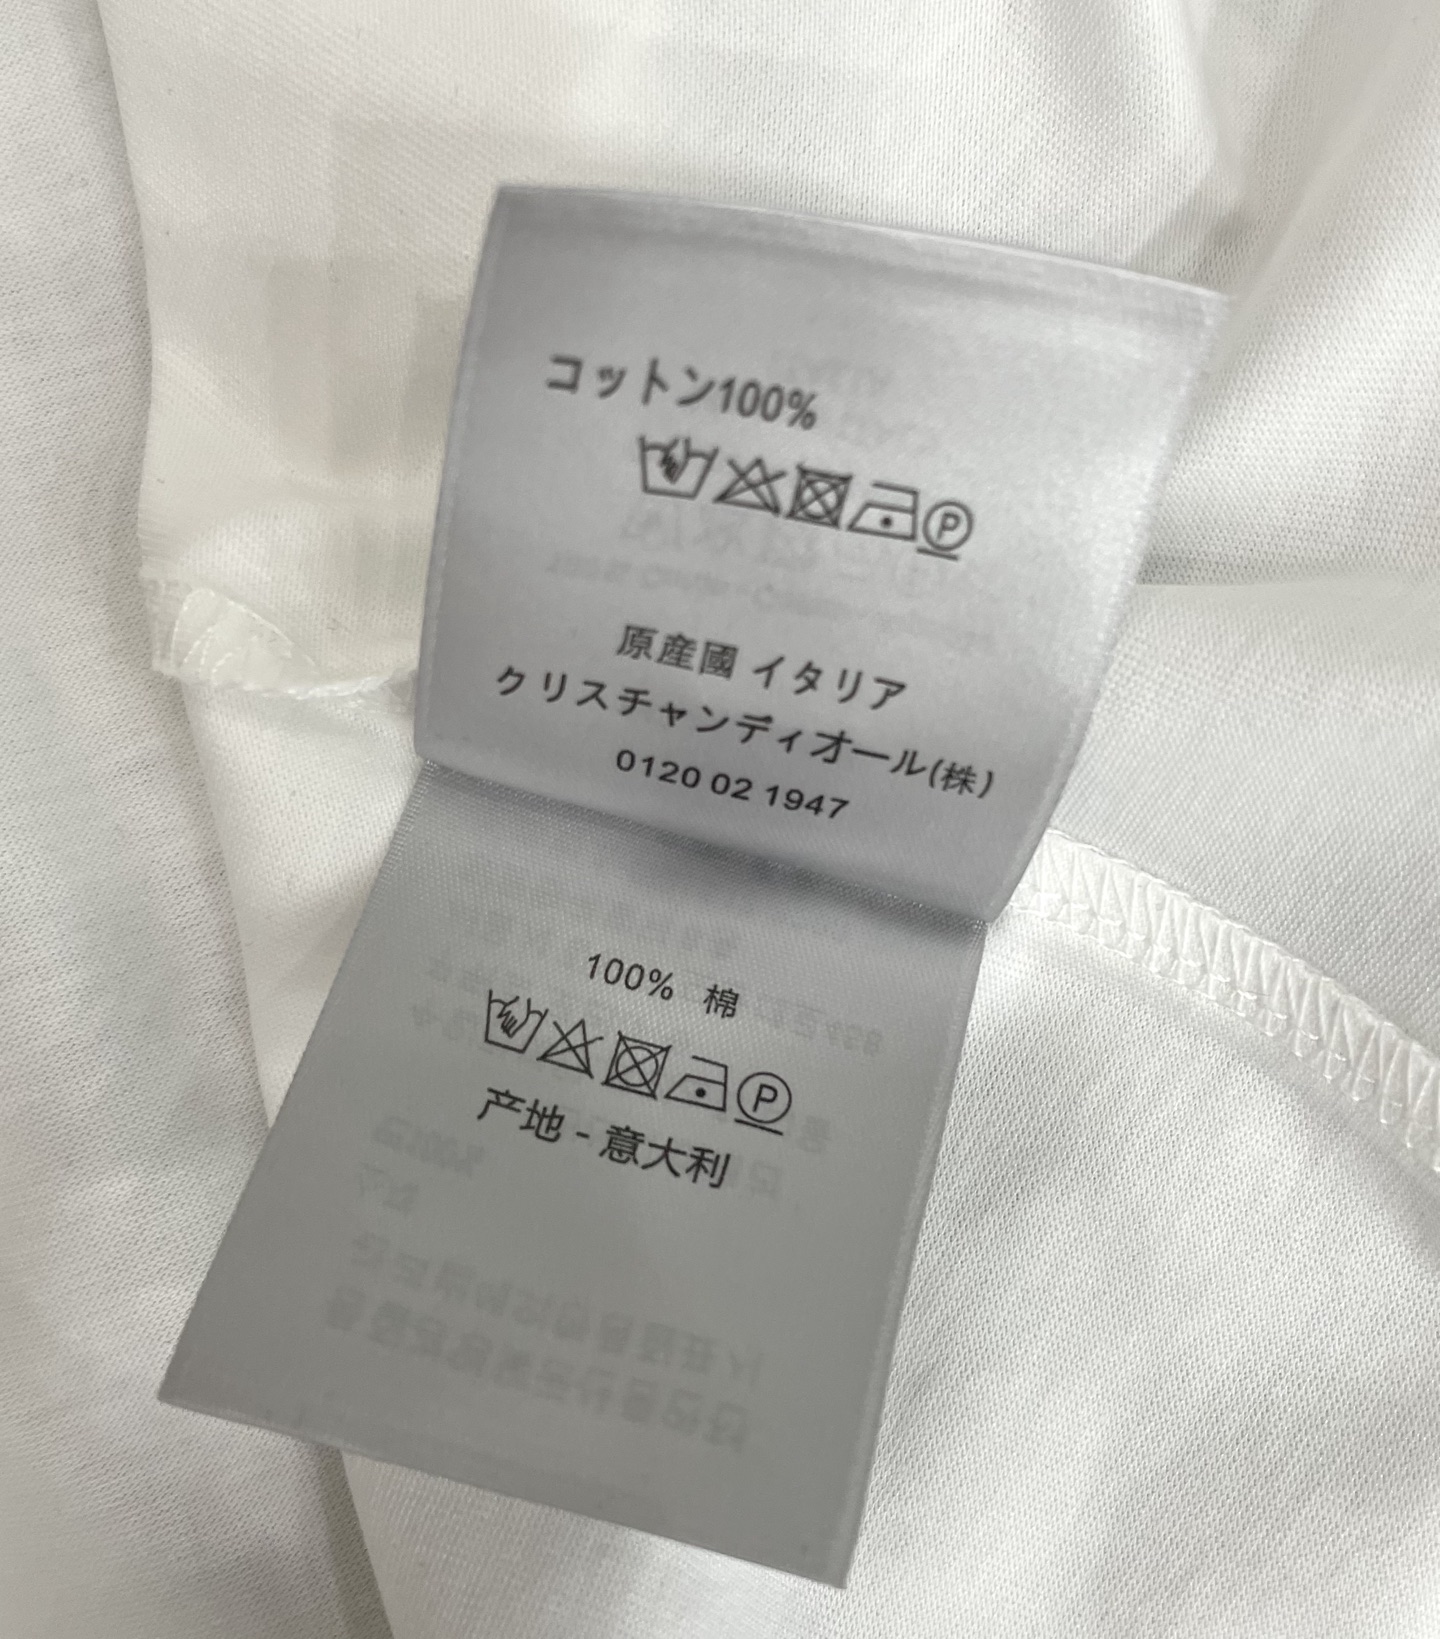 コットン100%
P
原産國 イタリア
クリスチャンディオール(株)
0120 02 1947
100% 棉
P
产地 - 意大利